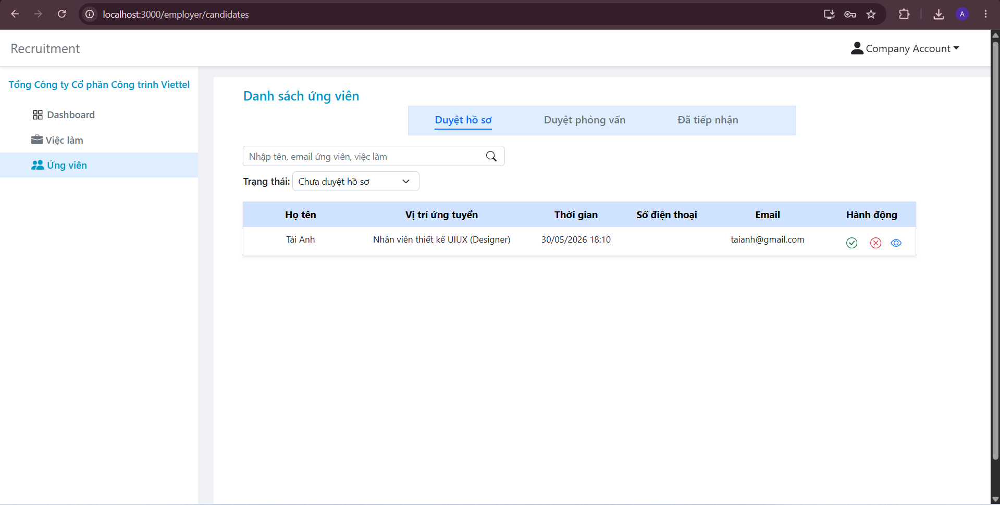 localhost:3000/employer/candidates
A
Recruitment
Company Account
Tổng Công ty Cổ phần Công trình Viettel
Dashboard
Việc làm
Ứng viên
Danh sách ứng viên
Duyệt hồ sơ Duyệt phỏng vấn Đã tiếp nhận
Nhập tên, email ứng viên, việc làm
Trạng thái: Chưa duyệt hồ sơ
Họ tên Vị trí ứng tuyển Thời gian Số điện thoại Email Hành động
Tài Anh Nhân viên thiết kế UIUX (Designer) 30/05/2026 18:10 taianh@gmail.com